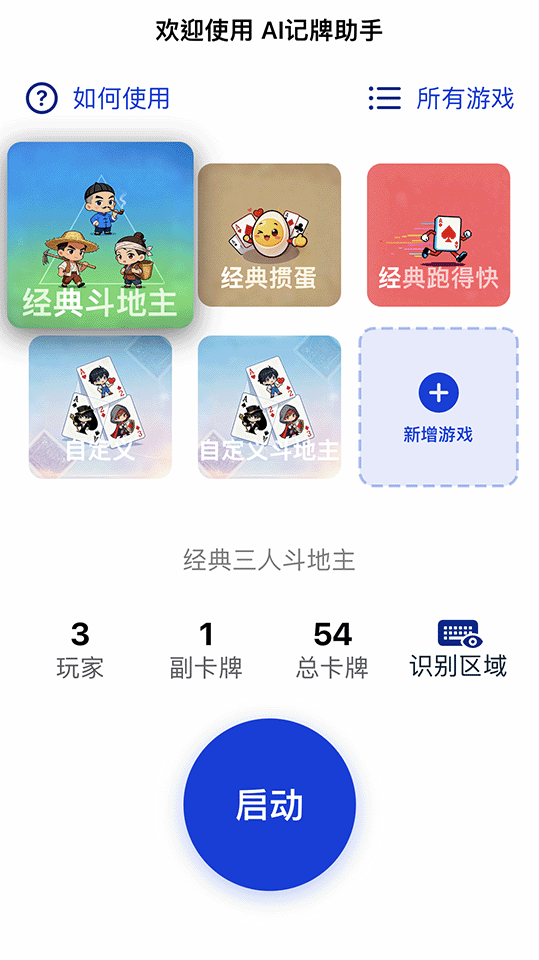 欢迎使用 AI记牌助手
如何使用
所有游戏
经典斗地主
经典掼蛋
经典跑得快
自定义
自定义斗地主
新增游戏
经典三人斗地主
3
玩家
1
副卡牌
54
总卡牌
识别区域
启动